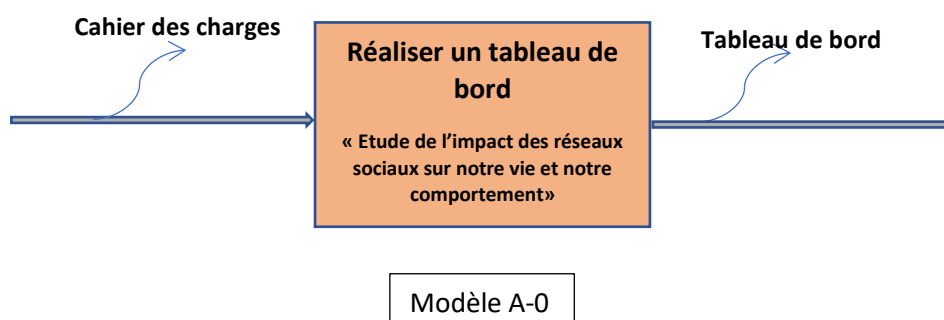 Cahier des charges
Réaliser un tableau de
bord
« Etude de l’impact des réseaux
sociaux sur notre vie et notre
comportement»
Tableau de bord
Modèle A-0